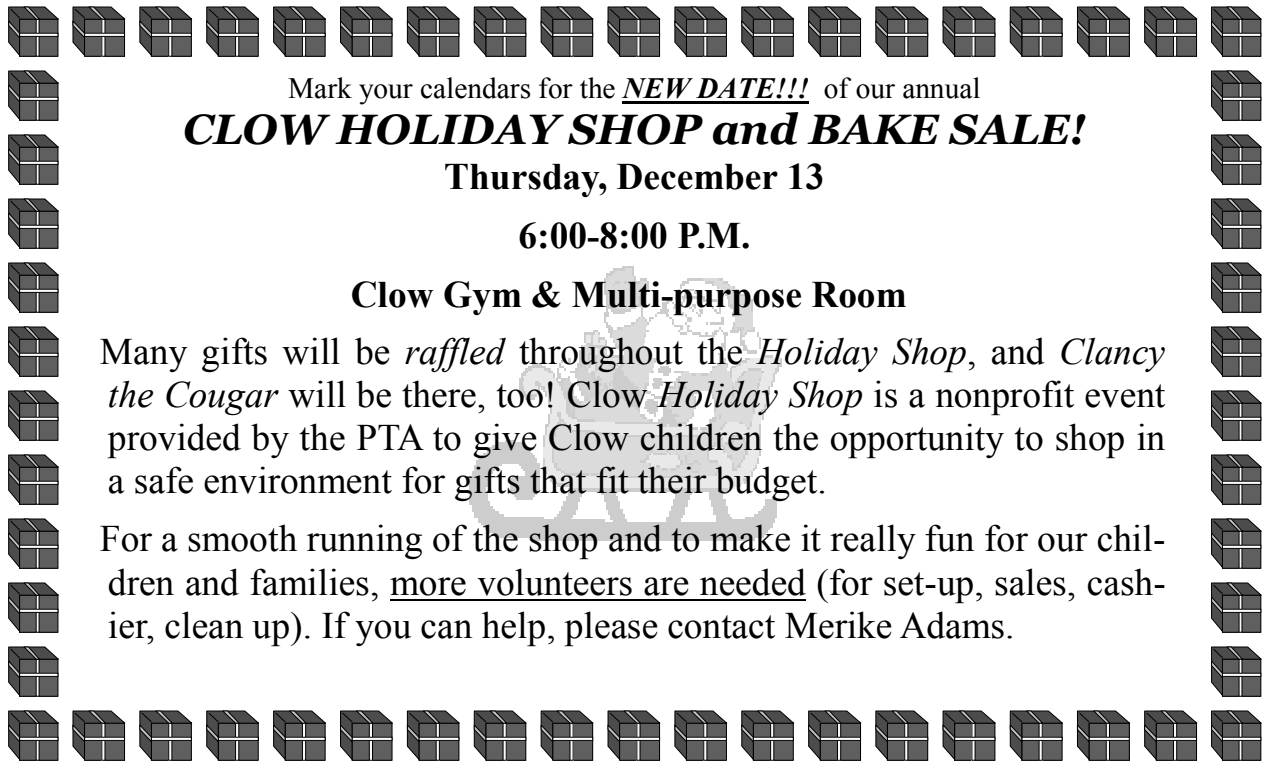 Mark your calendars for the NEW DATE!!! of our annual
CLOW HOLIDAY SHOP and BAKE SALE!
Thursday, December 13
6:00-8:00 P.M.
Clow Gym & Multi-purpose Room
Many gifts will be raffled throughout the Holiday Shop, and Clancy
the Cougar will be there, too! Clow Holiday Shop is a nonprofit event
provided by the PTA to give Clow children the opportunity to shop in
a safe environment for gifts that fit their budget.
For a smooth running of the shop and to make it really fun for our chil-
dren and families, more volunteers are needed (for set-up, sales, cash-
ier, clean up). If you can help, please contact Merike Adams.